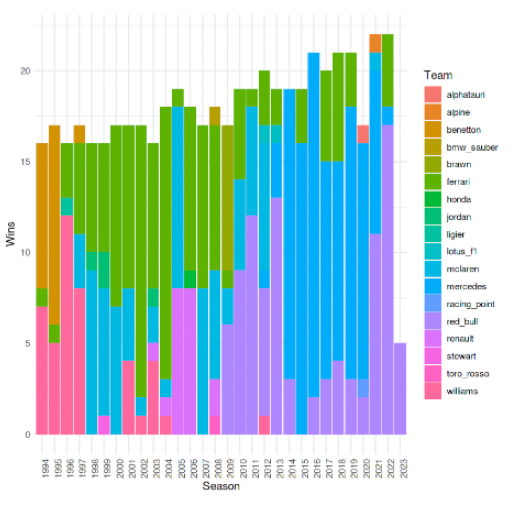 20
15
10
5
0
Wins
1994
1995
1996
1997
1998
1999
2000
2001
2002
2003
2004
2005
2006
2007
2008
2009
2010
2011
2012
2013
2014
2015
2016
2017
2018
2019
2020
2021
2022
2023
Season
Team
alphatauri
alpine
benetton
bmw_sauber
brawn
ferrari
honda
jordan
ligier
lotus_f1
mclaren
mercedes
racing_point
red_bull
renault
stewart
toro_rosso
williams